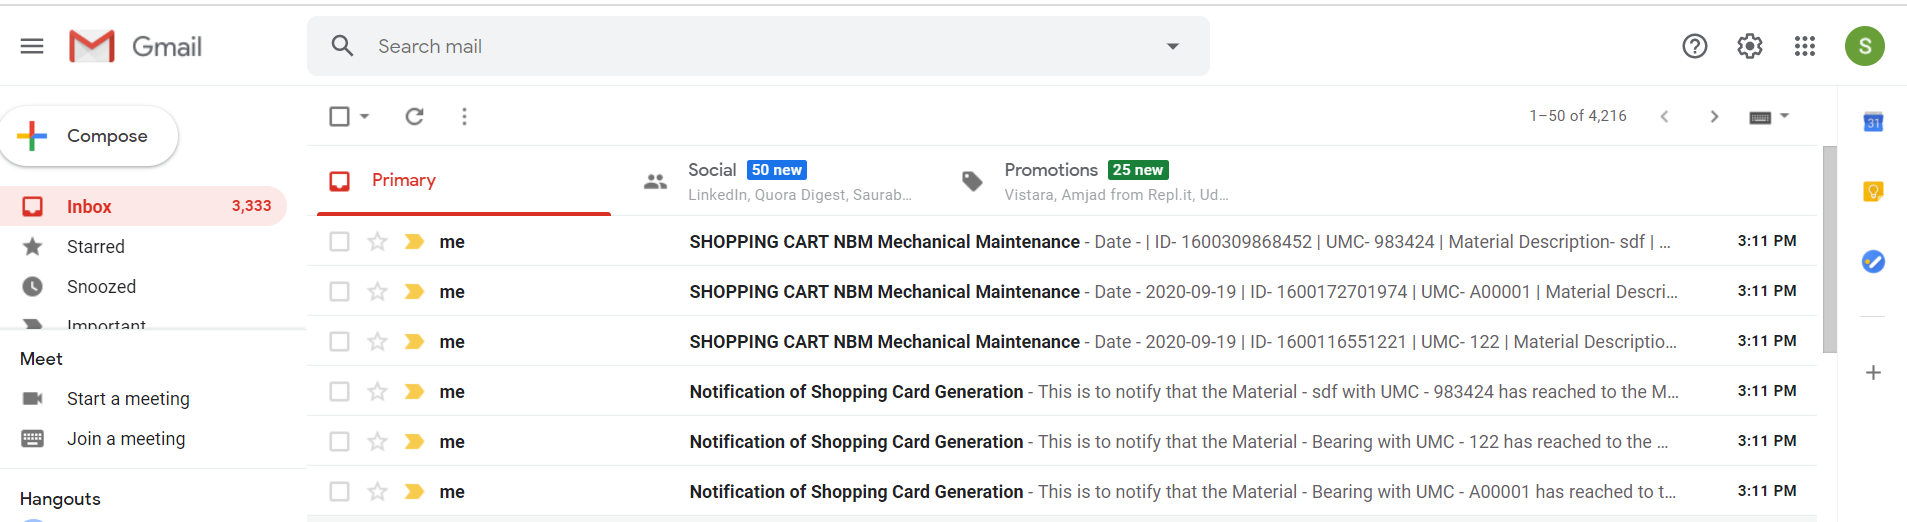 Gmail
Search mail
S
Compose
1–50 of 4,216
31
Primary
Social 50 new
LinkedIn, Quora Digest, Saurab...
Promotions 25 new
Vistara, Amjad from Repl.it, Ud...
Inbox 3,333
Starred
Snoozed
Important
Meet
Start a meeting
Join a meeting
Hangouts
me SHOPPING CART NBM Mechanical Maintenance - Date - | ID- 1600309868452 | UMC- 983424 | Material Description- sdf | ... 3:11 PM
me SHOPPING CART NBM Mechanical Maintenance - Date - 2020-09-19 | ID- 1600172701974 | UMC- A00001 | Material Descri... 3:11 PM
me SHOPPING CART NBM Mechanical Maintenance - Date - 2020-09-19 | ID- 1600116551221 | UMC- 122 | Material Descriptio... 3:11 PM
me Notification of Shopping Card Generation - This is to notify that the Material - sdf with UMC - 983424 has reached to the M... 3:11 PM
me Notification of Shopping Card Generation - This is to notify that the Material - Bearing with UMC - 122 has reached to the ... 3:11 PM
me Notification of Shopping Card Generation - This is to notify that the Material - Bearing with UMC - A00001 has reached to t... 3:11 PM